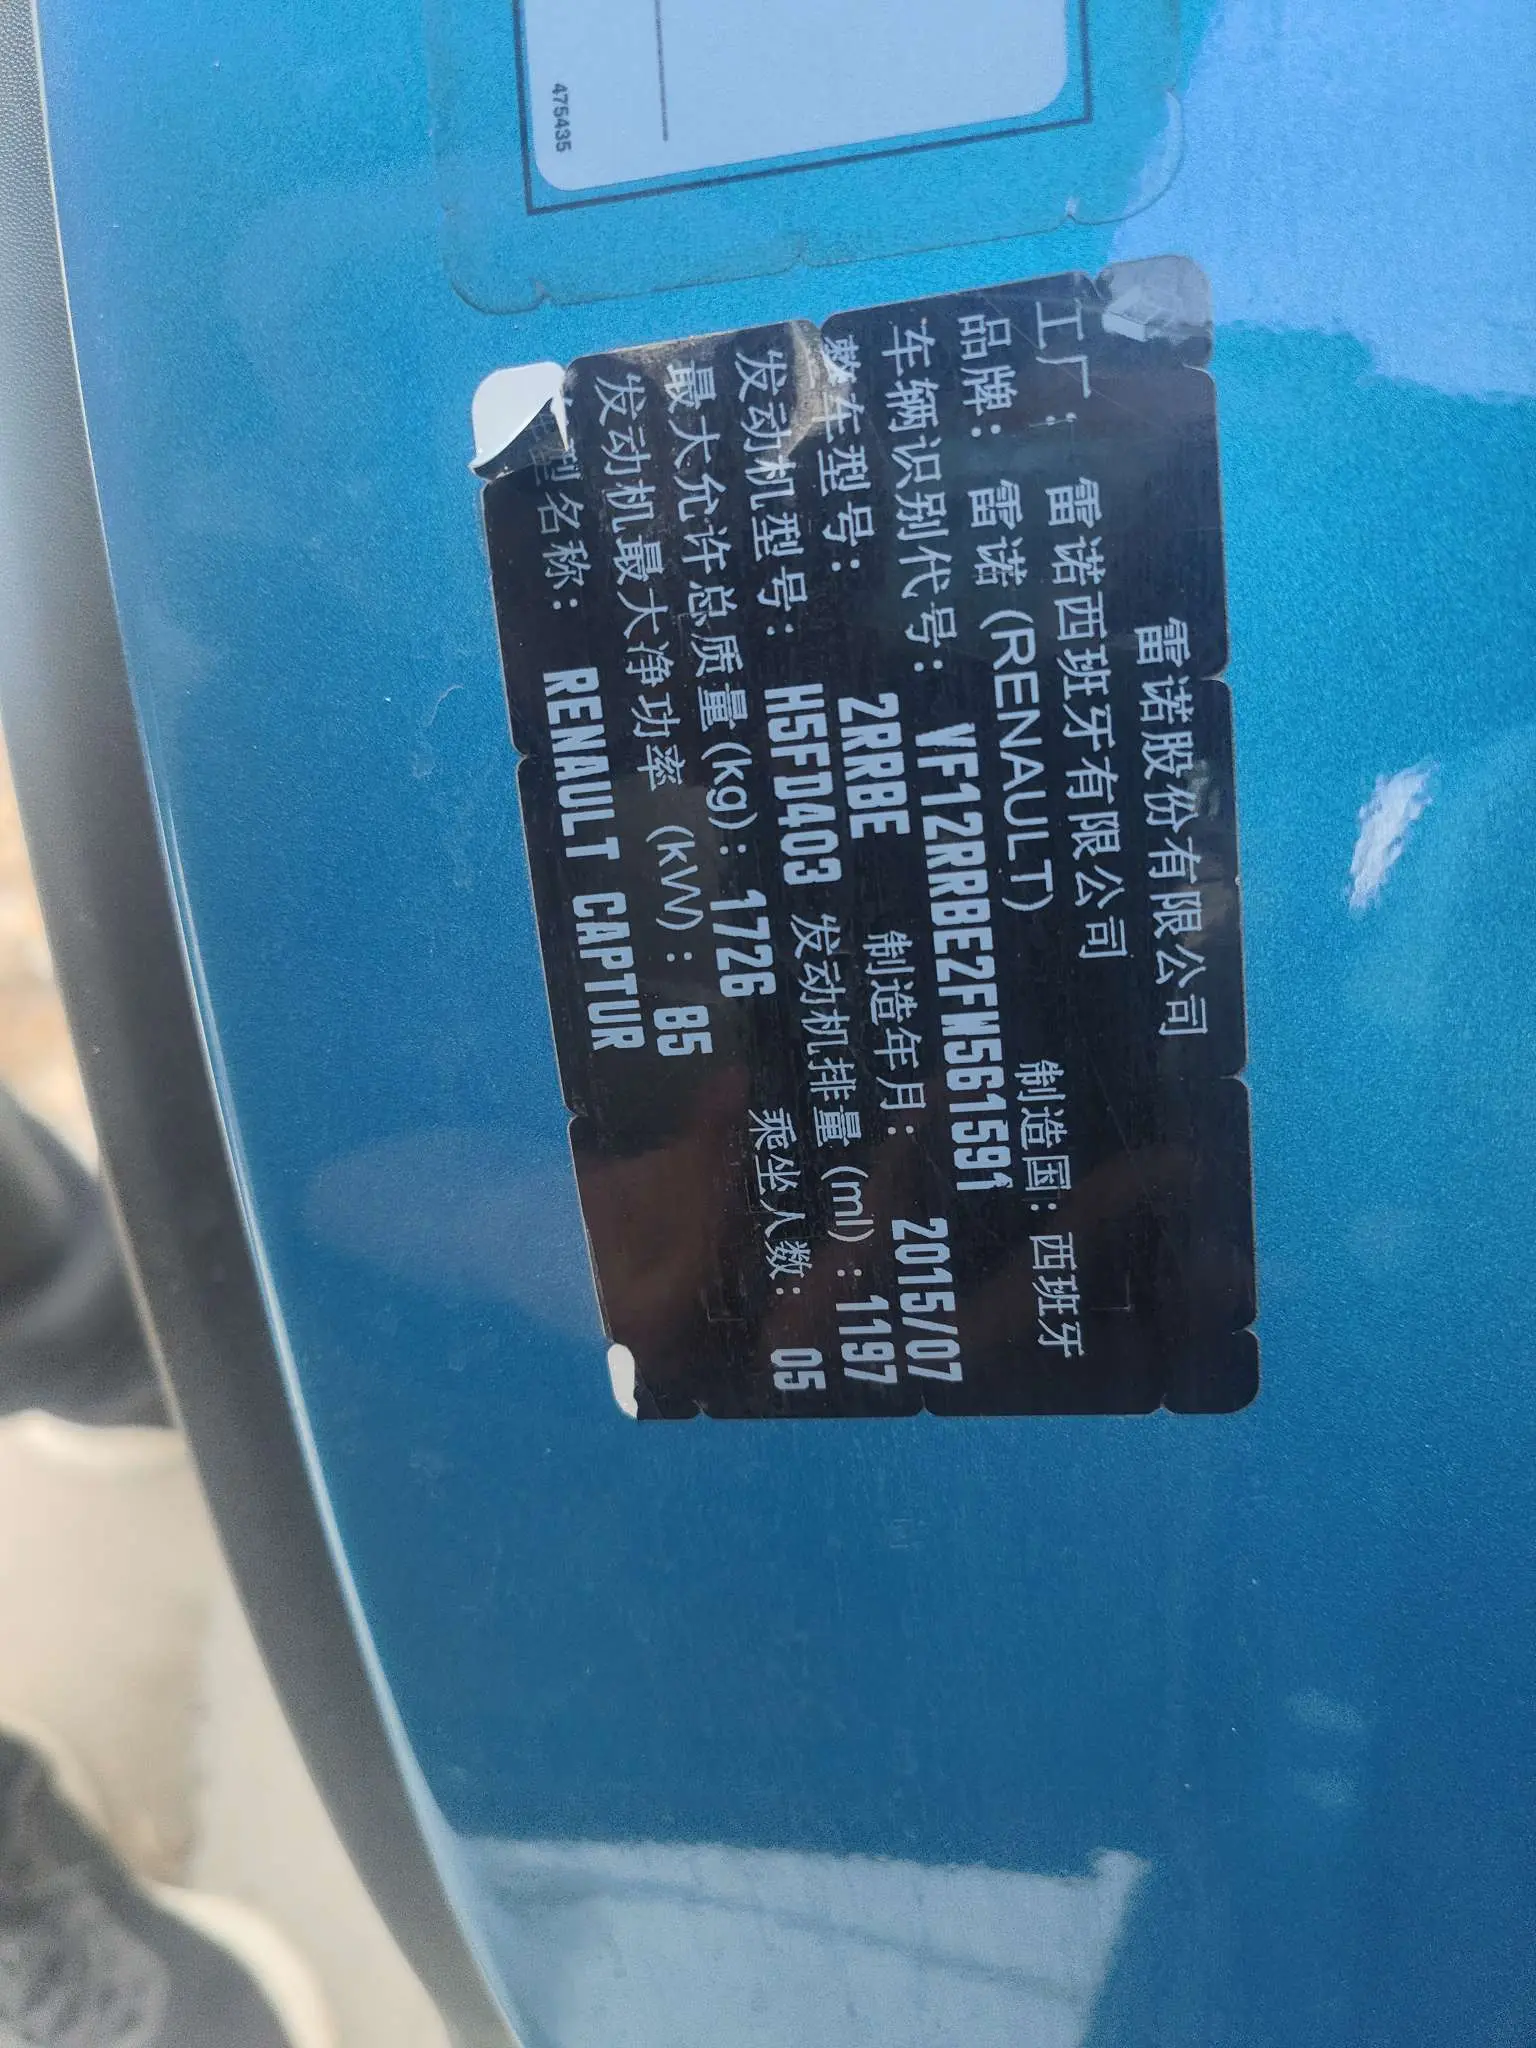 475435
雷诺股份有限公司
工厂: 雷诺西班牙有限公司
品牌: 雷诺 (RENAULT) 制造国: 西班牙
车辆识别代号: VF12RRBE2FW561591
整车型号: 2RRBE 制造年月: 2015/07
发动机型号: H5FD403 发动机排量 (ml) : 1197
最大允许总质量 (kg) : 1726 乘坐人数: 05
发动机最大净功率 (kW) : 85
型名称: RENAULT CAPTUR